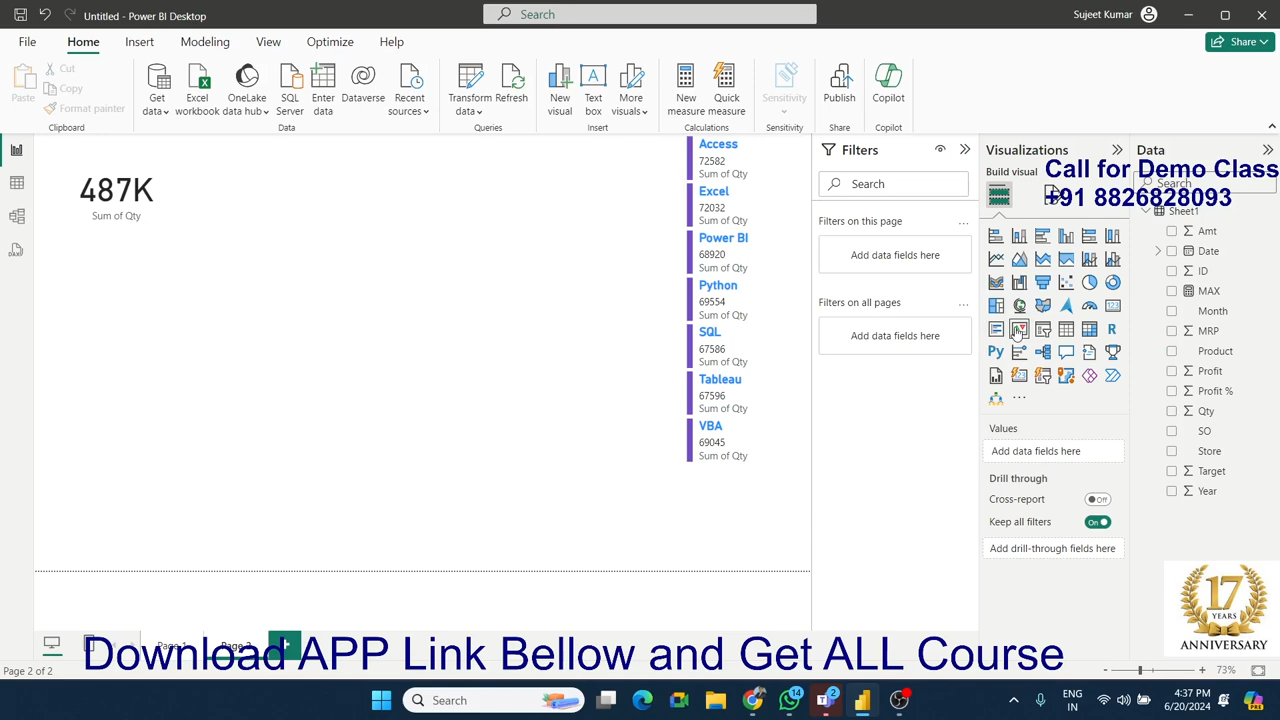 Untitled - Power BI Desktop
Search
Sujeet Kumar
File
Home
Insert
Modeling
View
Optimize
Help
Share
Paste
Cut
Copy
Format painter
Clipboard
Get data
Excel workbook
OneLake data hub
SQL Server
Enter data
Dataverse
Recent sources
Data
Transform data
Refresh
Queries
New visual
Text box
More visuals
Insert
New measure
Quick measure
Calculations
Sensitivity
Sensitivity
Publish
Share
Copilot
Copilot
487K
Sum of Qty
Access
72582
Sum of Qty
Excel
72032
Sum of Qty
Power BI
68920
Sum of Qty
Python
69554
Sum of Qty
SQL
67586
Sum of Qty
Tableau
67596
Sum of Qty
VBA
69045
Sum of Qty
Filters
Search
Filters on this page
Add data fields here
Filters on all pages
Add data fields here
Visualizations
Build visual
Values
Add data fields here
Drill through
Cross-report
Off
Keep all filters
On
Add drill-through fields here
Data
Call for Demo Class
Search
+91 8826828093
Sheet1
Amt
Date
ID
MAX
Month
MRP
Product
Profit
Profit %
Qty
SO
Store
Target
Year
17
YEARS
ANNIVERSARY
Page 1
Download APP Link Bellow and Get ALL Course
Page 2 of 2
73%
Search
14
2
ENG
IN
4:37 PM
6/20/2024